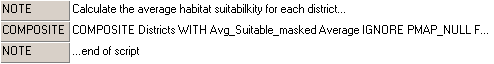 NOTE Calculate the average habitat suitabilkity for each district...
COMPOSITE COMPOSITE Districts WITH Avg_Suitable_masked Average IGNORE PMAP_NULL F...
NOTE ...end of script